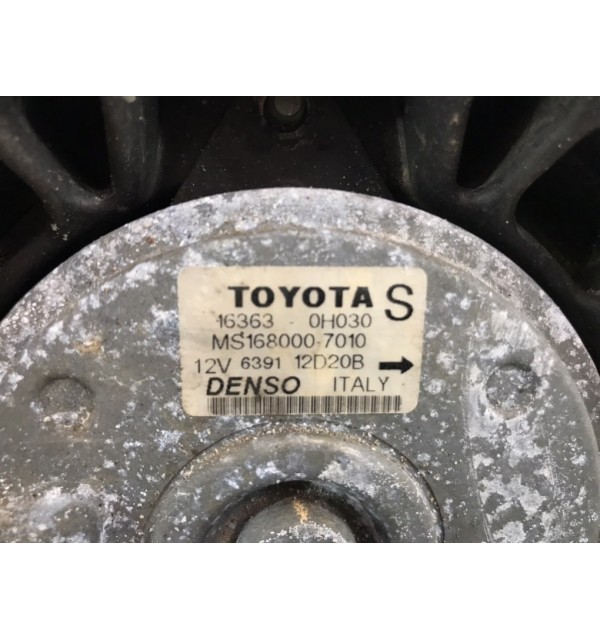 TOYOTA S
16363 - 0H030
MS168000-7010
12V 6391 12D20B →
DENSO ITALY